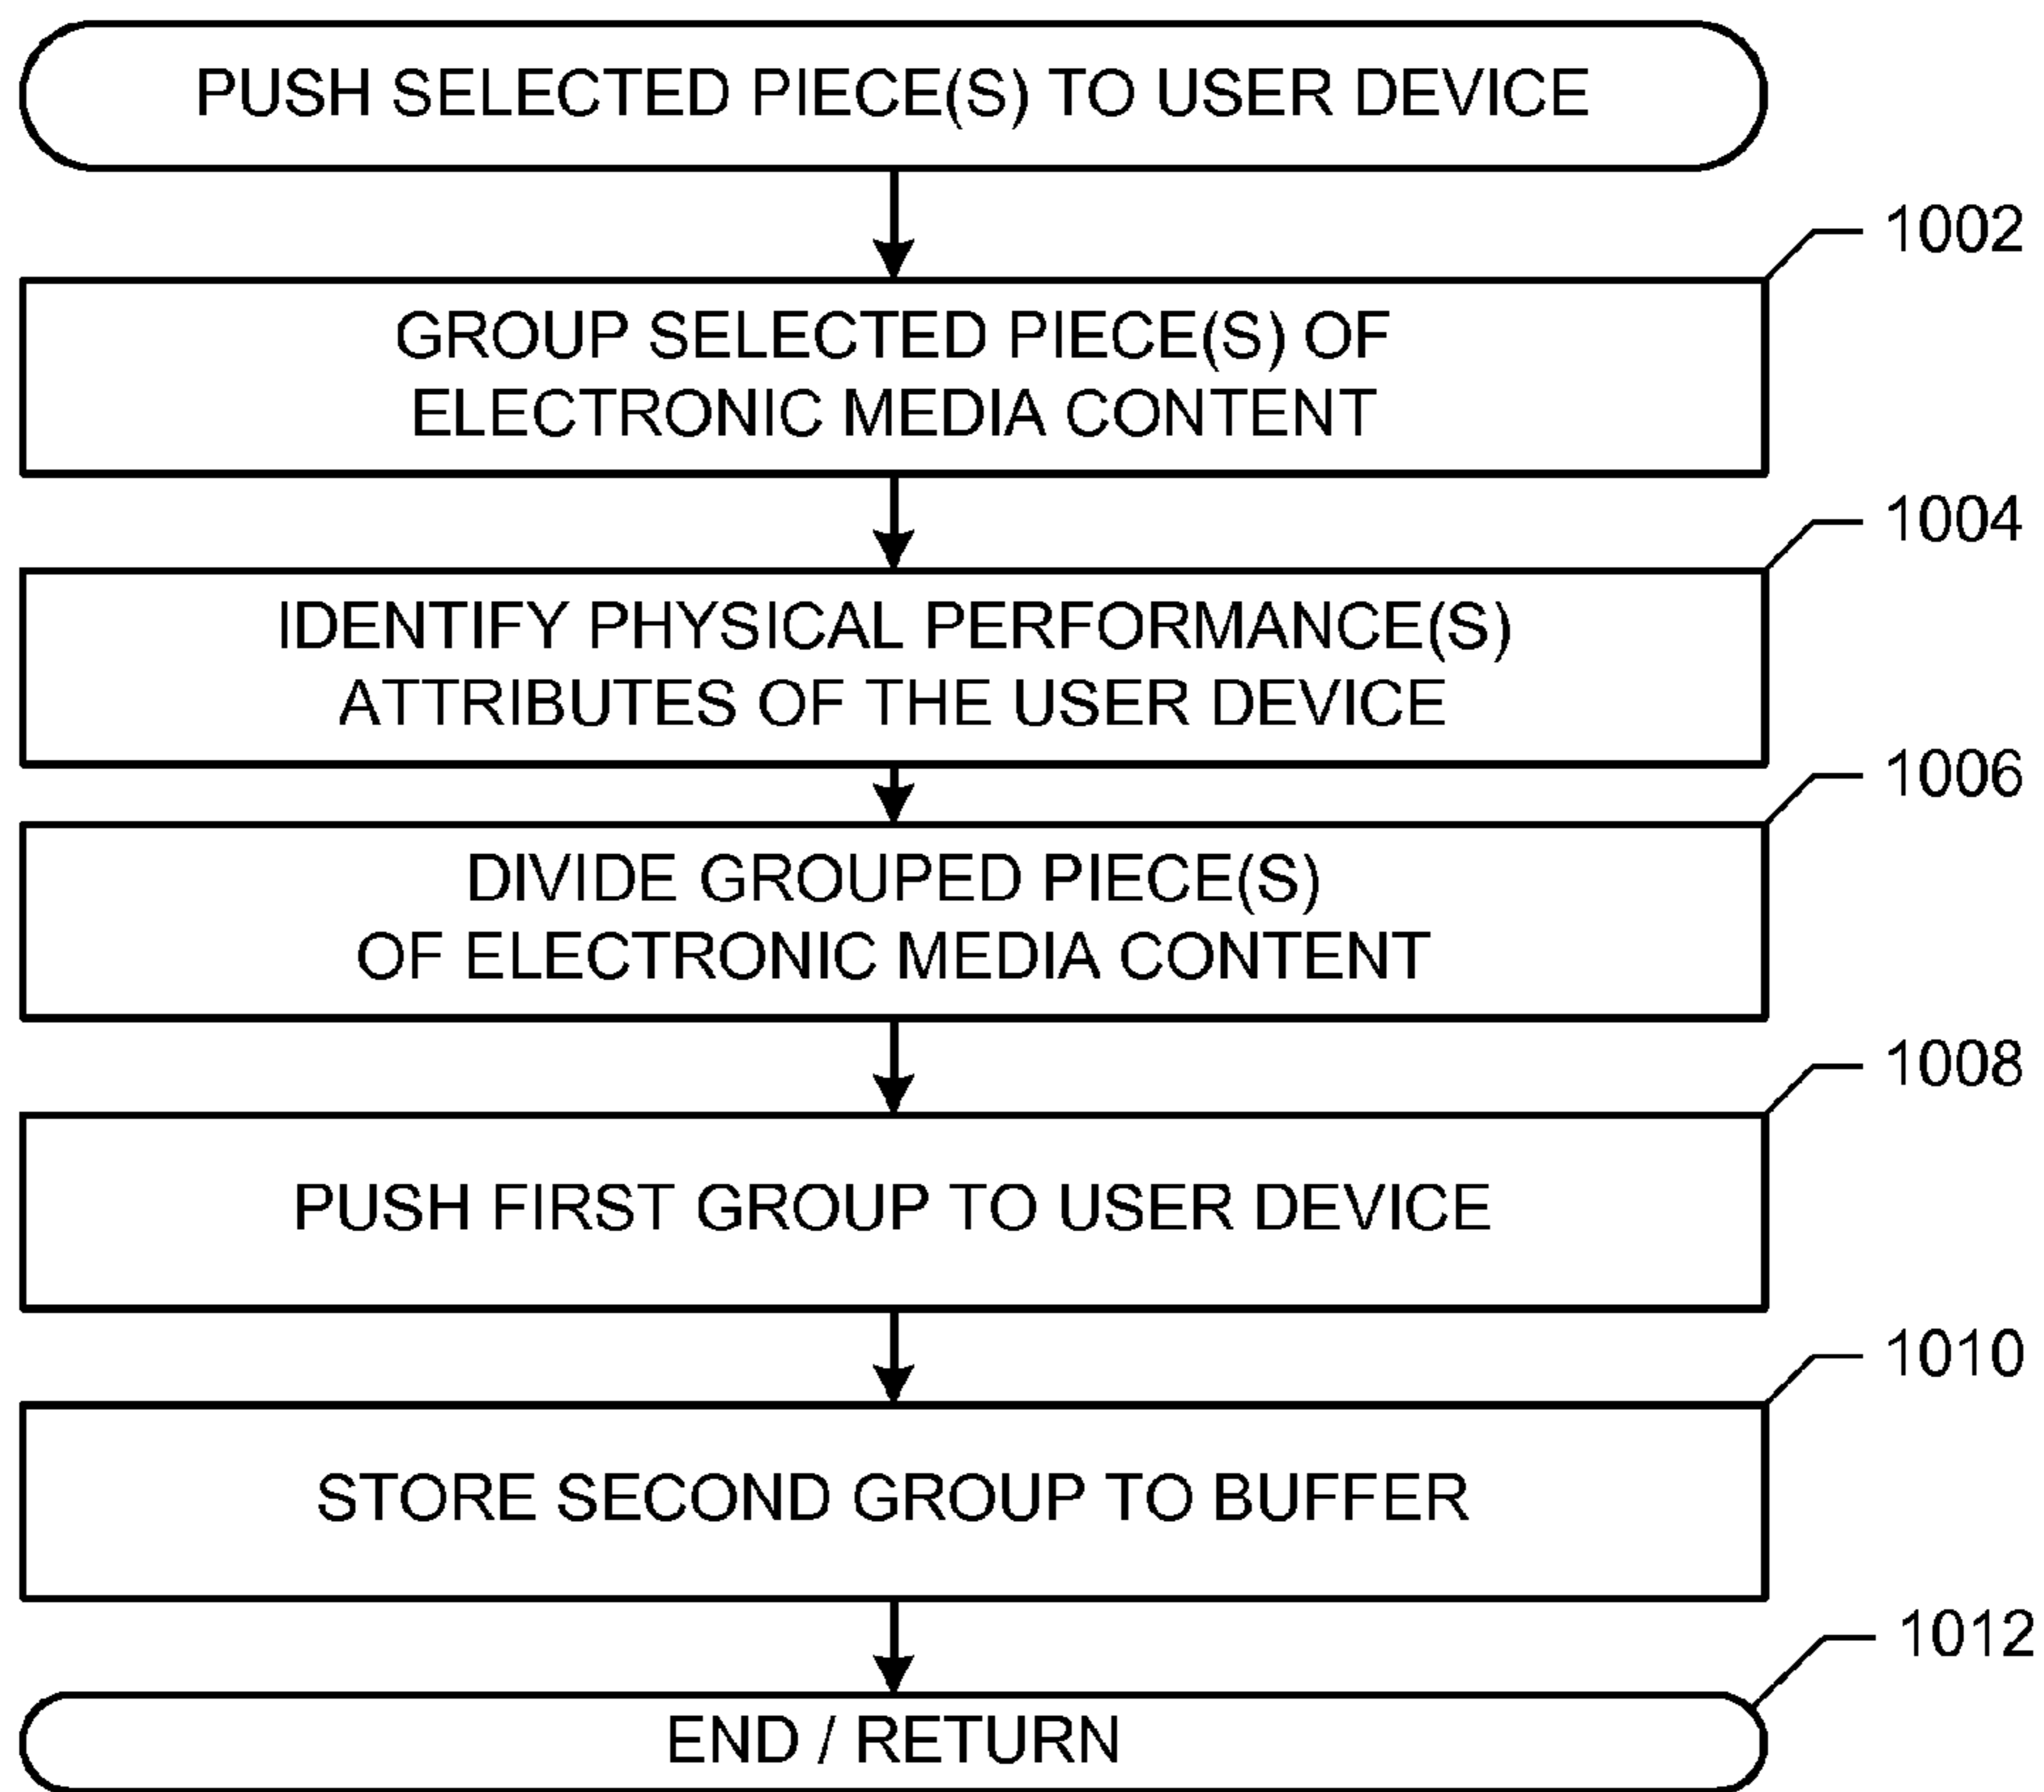 PUSH SELECTED PIECE(S) TO USER DEVICE
1002
GROUP SELECTED PIECE(S) OF
ELECTRONIC MEDIA CONTENT
1004
IDENTIFY PHYSICAL PERFORMANCE(S)
ATTRIBUTES OF THE USER DEVICE
1006
DIVIDE GROUPED PIECE(S)
OF ELECTRONIC MEDIA CONTENT
1008
PUSH FIRST GROUP TO USER DEVICE
1010
STORE SECOND GROUP TO BUFFER
1012
END / RETURN